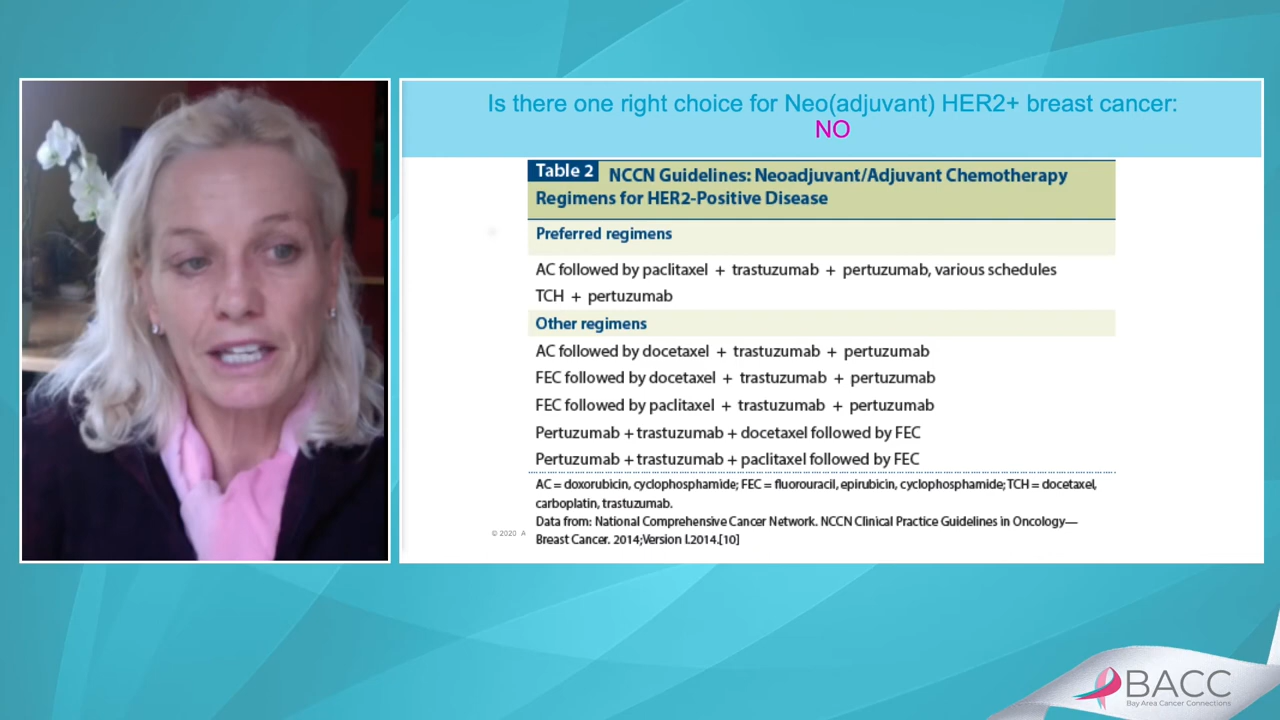 Is there one right choice for Neo(adjuvant) HER2+ breast cancer:
NO
Table 2 NCCN Guidelines: Neoadjuvant/Adjuvant Chemotherapy
Regimens for HER2-Positive Disease
Preferred regimens
AC followed by paclitaxel + trastuzumab + pertuzumab, various schedules
TCH + pertuzumab
Other regimens
AC followed by docetaxel + trastuzumab + pertuzumab
FEC followed by docetaxel + trastuzumab + pertuzumab
FEC followed by paclitaxel + trastuzumab + pertuzumab
Pertuzumab + trastuzumab + docetaxel followed by FEC
Pertuzumab + trastuzumab + paclitaxel followed by FEC
AC = doxorubicin, cyclophosphamide; FEC = fluorouracil, epirubicin, cyclophosphamide; TCH = docetaxel,
carboplatin, trastuzumab.
Data from: National Comprehensive Cancer Network. NCCN Clinical Practice Guidelines in Oncology—
Breast Cancer. 2014;Version 1.2014.[10]
© 2020 A
BACC
Bay Area Cancer Connections